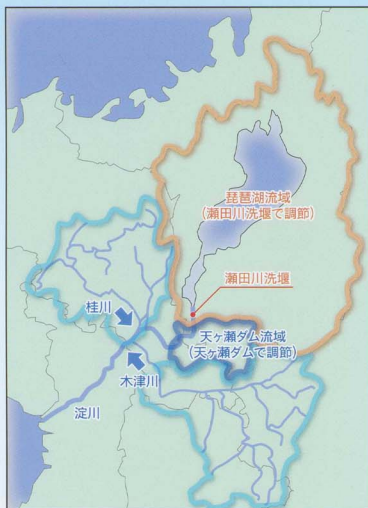 琵琶湖流域
(瀬田川洗堰で調節)
瀬田川洗堰
桂川
天ヶ瀬ダム流域
(天ヶ瀬ダムで調節)
木津川
淀川